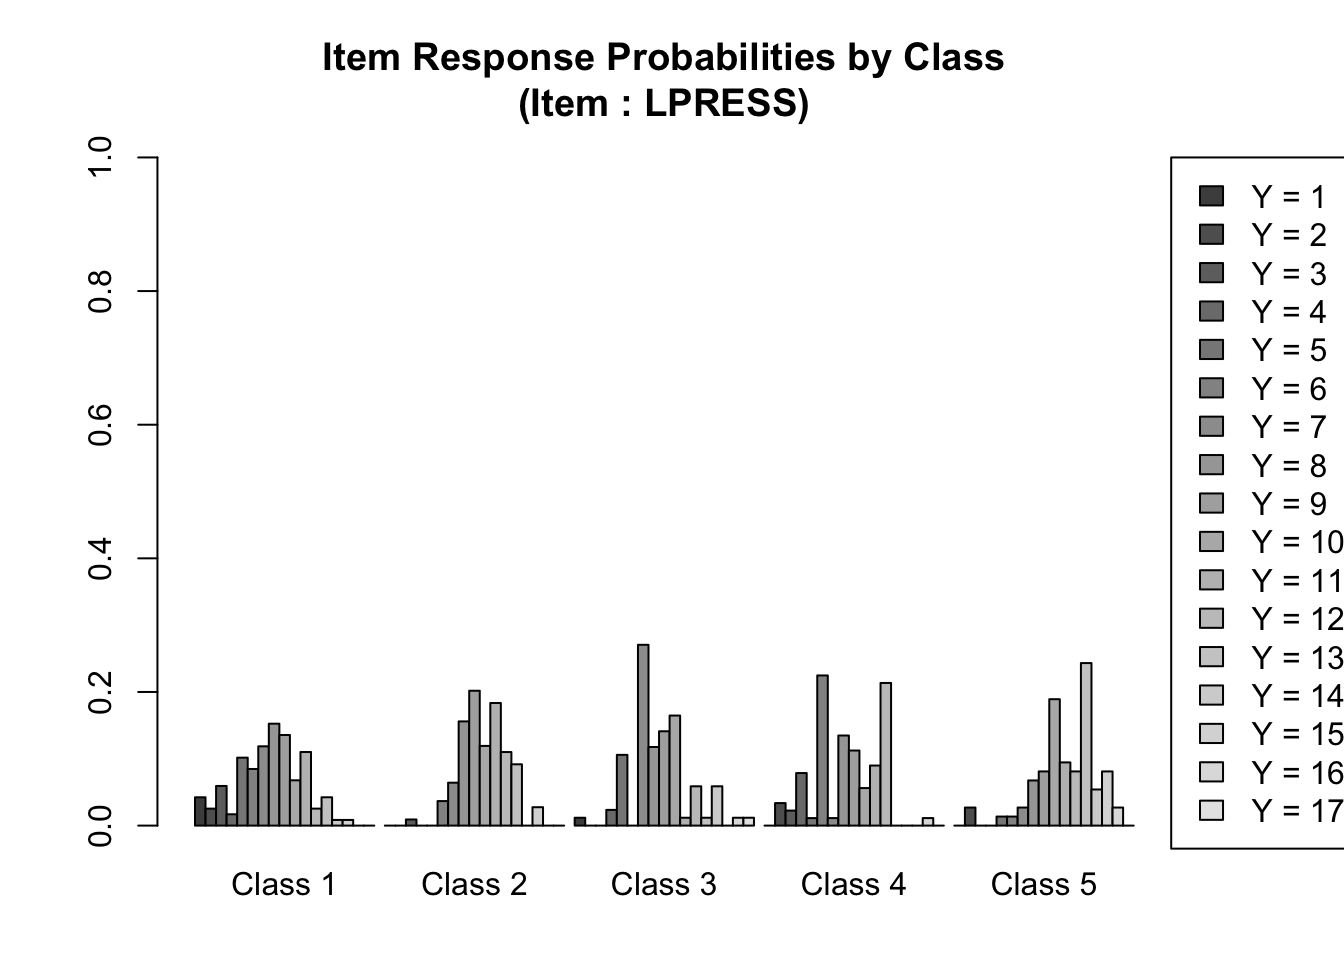 Item Response Probabilities by Class
(Item : LPRESS)
1.0
0.8
0.6
0.4
0.2
0.0
Class 1
Class 2
Class 3
Class 4
Class 5
Y = 1
Y = 2
Y = 3
Y = 4
Y = 5
Y = 6
Y = 7
Y = 8
Y = 9
Y = 10
Y = 11
Y = 12
Y = 13
Y = 14
Y = 15
Y = 16
Y = 17